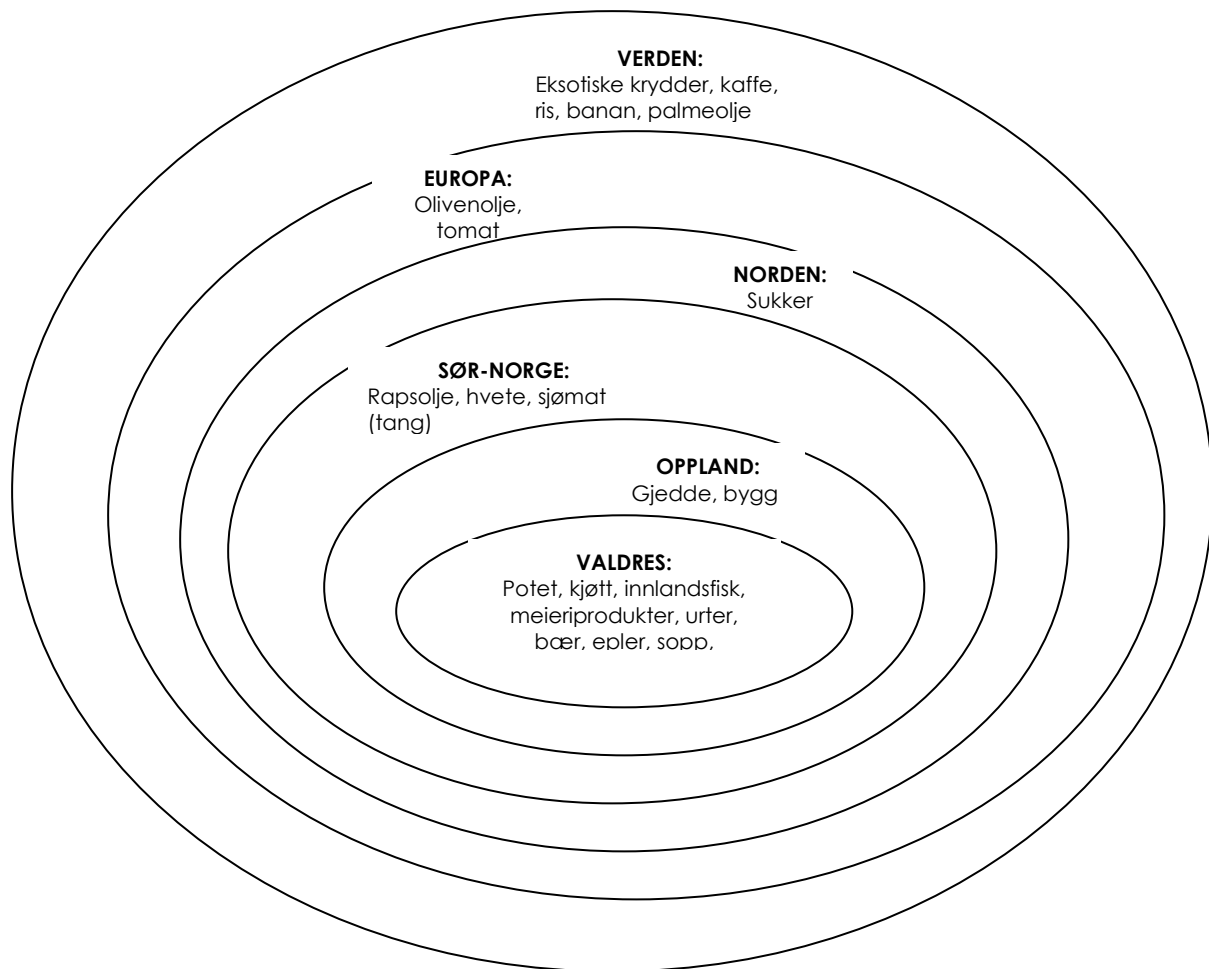 VERDEN:
Eksotiske krydder, kaffe,
ris, banan, palmeolje
EUROPA:
Olivenolje,
tomat
NORDEN:
Sukker
SØR-NORGE:
Rapsolje, hvete, sjømat
(tang)
OPPLAND:
Gjedde, bygg
VALDRES:
Potet, kjøtt, innlandsfisk,
meieriprodukter, urter,
bær, epler, sopp,